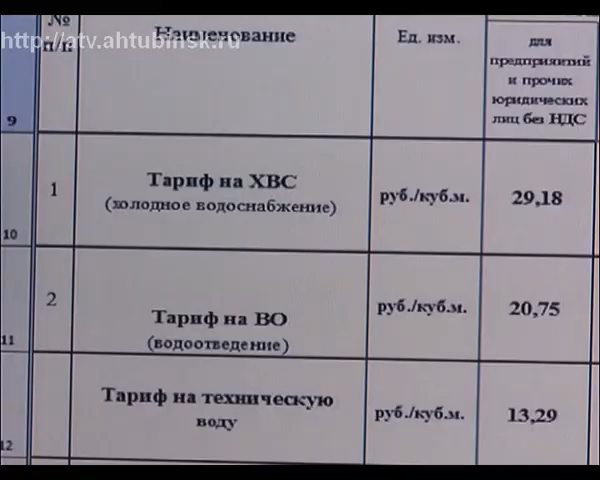 http://atv.ahtubinsk.ru
№ п/п
Наименование
Ед. изм.
для
предприятий
и прочих
юридических
лиц без НДС
9
1
Тариф на ХВС
(холодное водоснабжение)
руб./куб.м.
29,18
10
2
Тариф на ВО
(водоотведение)
руб./куб.м.
20,75
11
Тариф на техническую
воду
руб./куб.м.
13,29
12